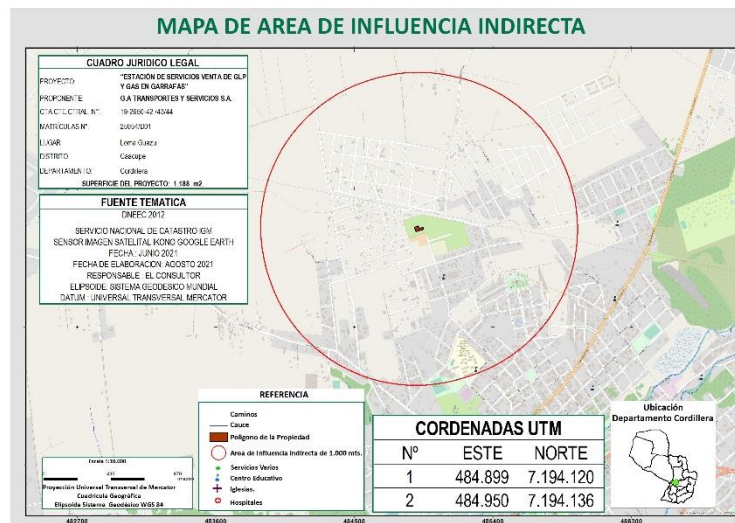 MAPA DE AREA DE INFLUENCIA INDIRECTA
CUADRO JURIDICO LEGAL
PROYECTO: "ESTACIÓN DE SERVICIOS VENTA DE GLP
Y GAS EN GARRAFAS"
PROPONENTE G.A TRANSPORTES Y SERVICIOS S.A.
MATRICULAS N°.
LUGAR Loma Guazu
DISTRITO. Caacupe
DEPARTAMENTO. Cordillera
SUPERFICIE DEL PROYECTO: 1.188 m2
FUENTE TEMATICA
DNEEC 2012
SERVICIO NACIONAL DE CATASTRO IGM
SENSOR IMAGEN SATELITAL IKONO GOOGLE EARTH
FECHA: JUNIO 2021
FECHA DE ELABORACION: AGOSTO 2021
RESPONSABLE: EL CONSULTOR
ELIPSOIDE: SISTEMA GEODESICO MUNDIAL
DATUM: UNIVERSAL TRANSVERSAL MERCATOR
REFERENCIA
Caminos
Cauce
Poligono de la Propiedad
Area de Influencia Indirecta de 1.000 mts.
Servicios Varios
Centro Educativo
Iglesias.
Hospitales
CORDENADAS UTM
N° ESTE NORTE
1 484.899 7.194.120
2 484.950 7.194.136
Ubicación
Departamento Cordillera
Proyección Universal Transversal de Mercator
Cuadricula Geográfica
Elipsoide Sistema Geodésico WGS 84
482700 483600 484500 485400 486300